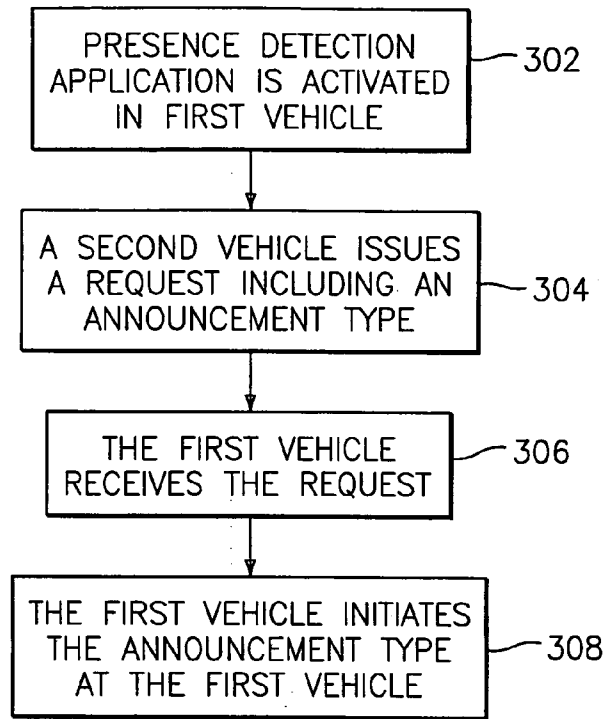 PRESENCE DETECTION
APPLICATION IS ACTIVATED
IN FIRST VEHICLE
302
A SECOND VEHICLE ISSUES
A REQUEST INCLUDING AN
ANNOUNCEMENT TYPE
304
THE FIRST VEHICLE
RECEIVES THE REQUEST
306
THE FIRST VEHICLE INITIATES
THE ANNOUNCEMENT TYPE
AT THE FIRST VEHICLE
308